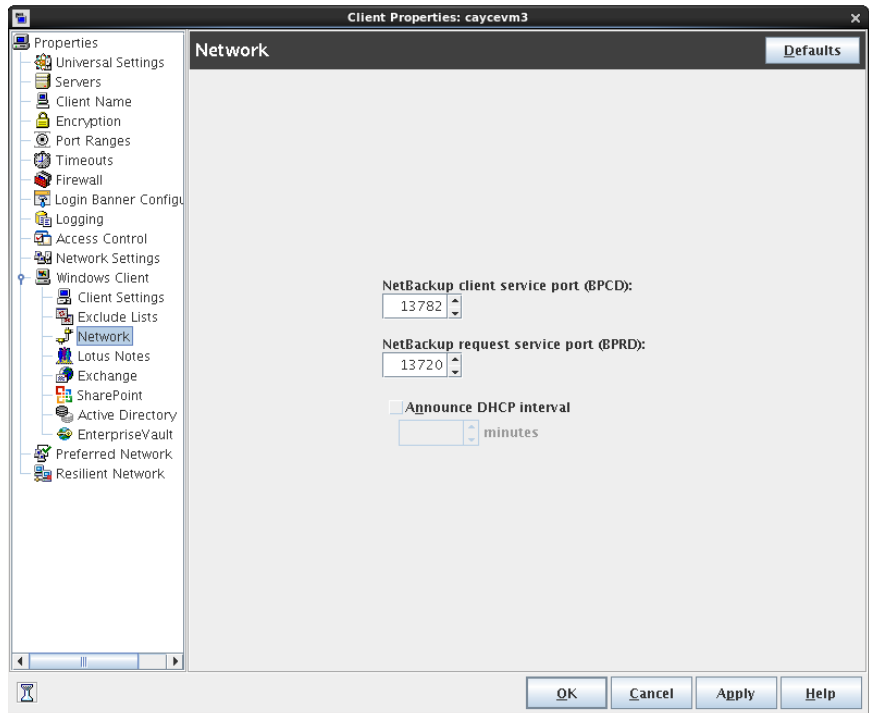 Client Properties: caycevm3
Properties
Universal Settings
Servers
Client Name
Encryption
Port Ranges
Timeouts
Firewall
Login Banner Configu
Logging
Access Control
Network Settings
Windows Client
Client Settings
Exclude Lists
Network
Lotus Notes
Exchange
SharePoint
Active Directory
EnterpriseVault
Preferred Network
Resilient Network
Network
Defaults
NetBackup client service port (BPCD):
13782
NetBackup request service port (BPRD):
13720
Announce DHCP interval
minutes
OK
Cancel
Apply
Help